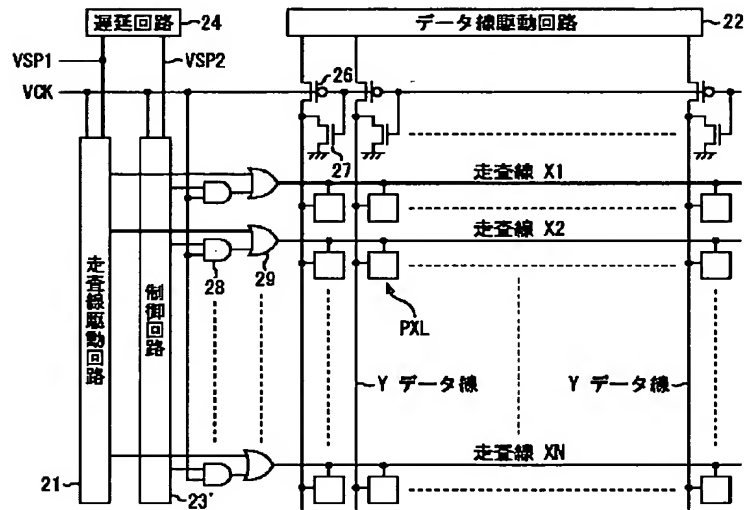 遅延回路 24
データ線駆動回路 22
VSP1
VSP2
26
VCK
27
走査線 X1
走査線 X2
28
29
PXL
走査線駆動回路
制御回路
Y データ線
Y データ線
走査線 XN
21
23'